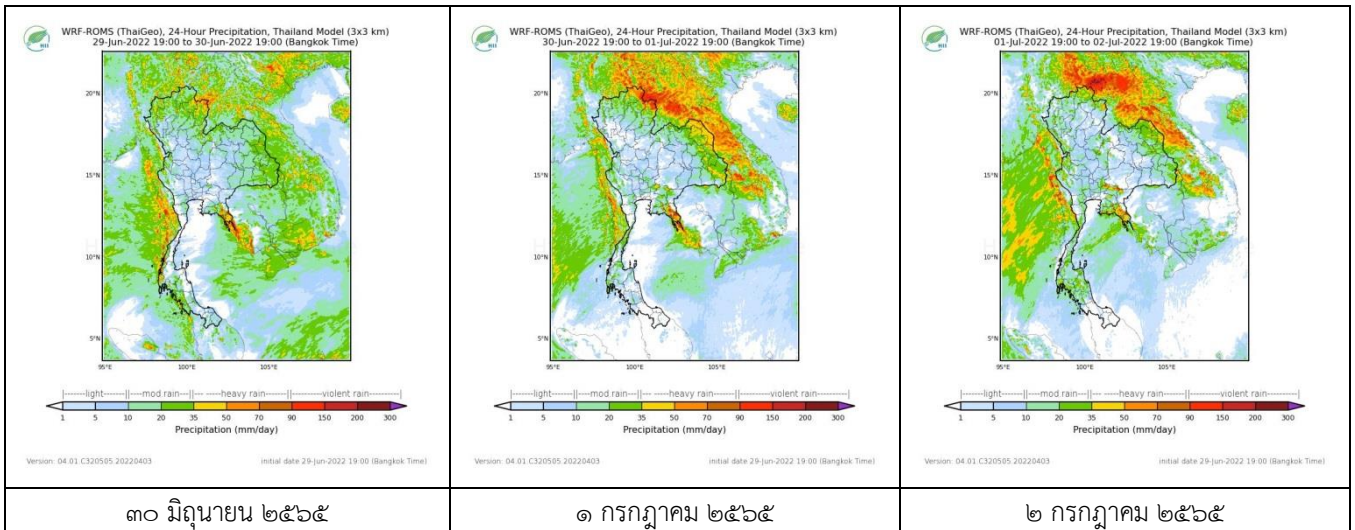 WRF-ROMS (ThaiGeo), 24-Hour Precipitation, Thailand Model (3x3 km)
29-Jun-2022 19:00 to 30-Jun-2022 19:00 (Bangkok Time)
20°N
15°N
10°N
5°N
95°E 100°E 105°E
|-------light-------||---mod rain---||--- ---heavy rain-------||-------violent rain---------|
1 5 10 20 35 50 70 90 150 200 300
Precipitation (mm/day)
Version: 04.01.C320505.20220403 initial date 29-Jun-2022 19:00 (Bangkok Time)
๓๐ มิถุนายน ๒๕๖๕
WRF-ROMS (ThaiGeo), 24-Hour Precipitation, Thailand Model (3x3 km)
30-Jun-2022 19:00 to 01-Jul-2022 19:00 (Bangkok Time)
20°N
15°N
10°N
5°N
95°E 100°E 105°E
|-------light-------||---mod rain---||--- ---heavy rain-------||-------violent rain---------|
1 5 10 20 35 50 70 90 150 200 300
Precipitation (mm/day)
Version: 04.01.C320505.20220403 initial date 29-Jun-2022 19:00 (Bangkok Time)
๑ กรกฎาคม ๒๕๖๕
WRF-ROMS (ThaiGeo), 24-Hour Precipitation, Thailand Model (3x3 km)
01-Jul-2022 19:00 to 02-Jul-2022 19:00 (Bangkok Time)
20°N
15°N
10°N
5°N
95°E 100°E 105°E
|-------light-------||---mod rain---||--- ---heavy rain-------||-------violent rain---------|
1 5 10 20 35 50 70 90 150 200 300
Precipitation (mm/day)
Version: 04.01.C320505.20220403 initial date 29-Jun-2022 19:00 (Bangkok Time)
๒ กรกฎาคม ๒๕๖๕